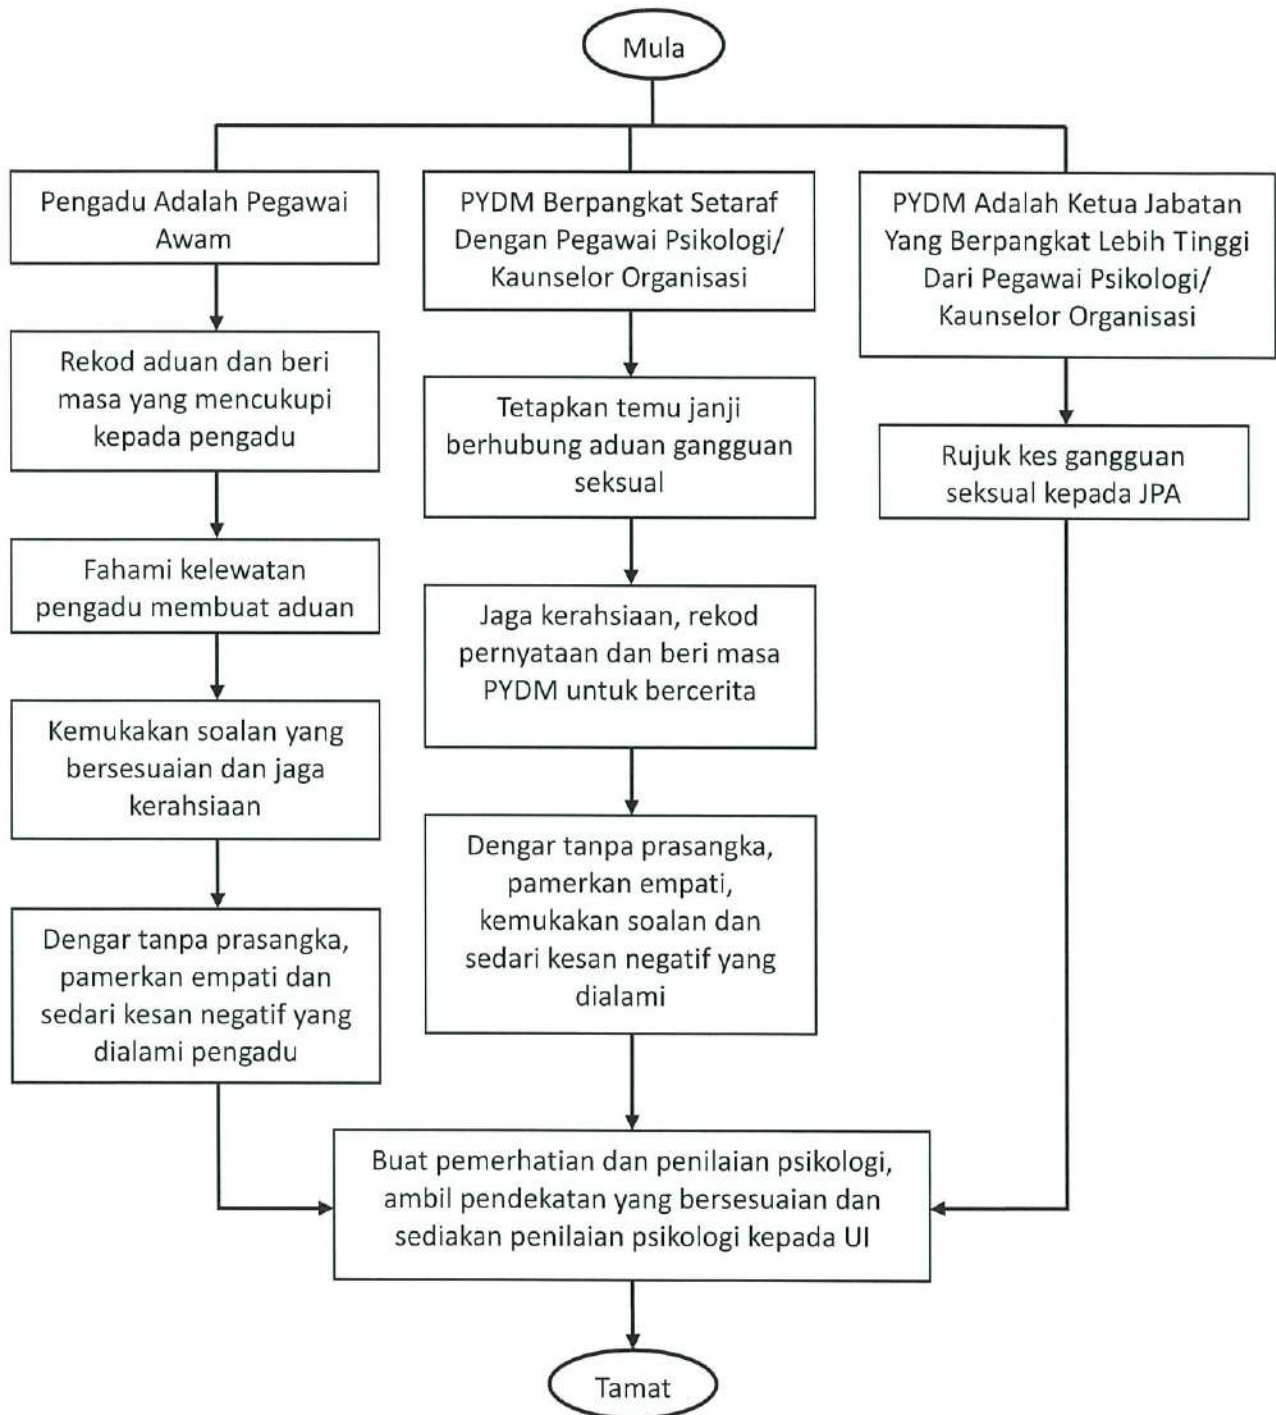 Mula
Pengadu Adalah Pegawai
Awam
Rekod aduan dan beri
masa yang mencukupi
kepada pengadu
Fahami kelewatan
pengadu membuat aduan
Kemukakan soalan yang
bersesuaian dan jaga
kerahsiaan
Dengar tanpa prasangka,
pamerkan empati dan
sedari kesan negatif yang
dialami pengadu
PYDM Berpangkat Setaraf
Dengan Pegawai Psikologi/
Kaunselor Organisasi
Tetapkan temu janji
berhubung aduan gangguan
seksual
Jaga kerahsiaan, rekod
pernyataan dan beri masa
PYDM untuk bercerita
Dengar tanpa prasangka,
pamerkan empati,
kemukakan soalan dan
sedari kesan negatif yang
dialami
PYDM Adalah Ketua Jabatan
Yang Berpangkat Lebih Tinggi
Dari Pegawai Psikologi/
Kaunselor Organisasi
Rujuk kes gangguan
seksual kepada JPA
Buat pemerhatian dan penilaian psikologi,
ambil pendekatan yang bersesuaian dan
sediakan penilaian psikologi kepada UI
Tamat